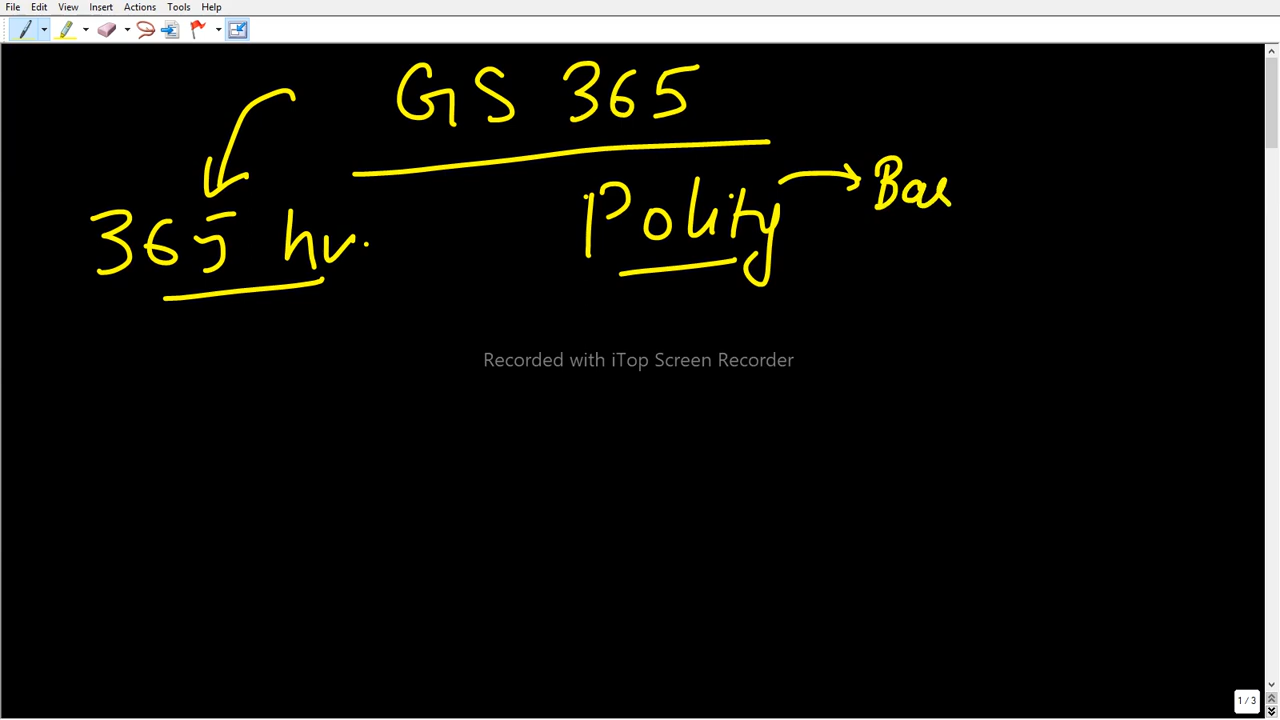 File Edit View Insert Actions Tools Help
GS 365
365 hr.
Polity → Bas
Recorded with iTop Screen Recorder
1 / 3